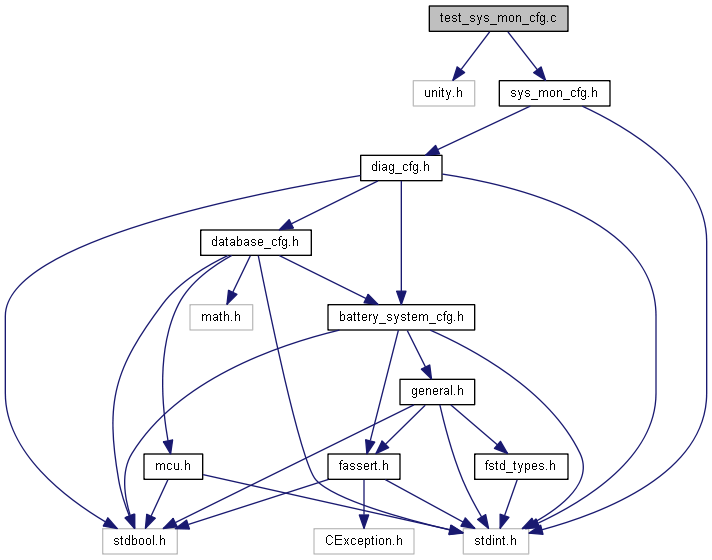 test_sys_mon_cfg.c
unity.h
sys_mon_cfg.h
diag_cfg.h
database_cfg.h
math.h
battery_system_cfg.h
general.h
mcu.h
fassert.h
fstd_types.h
stdbool.h
CException.h
stdint.h